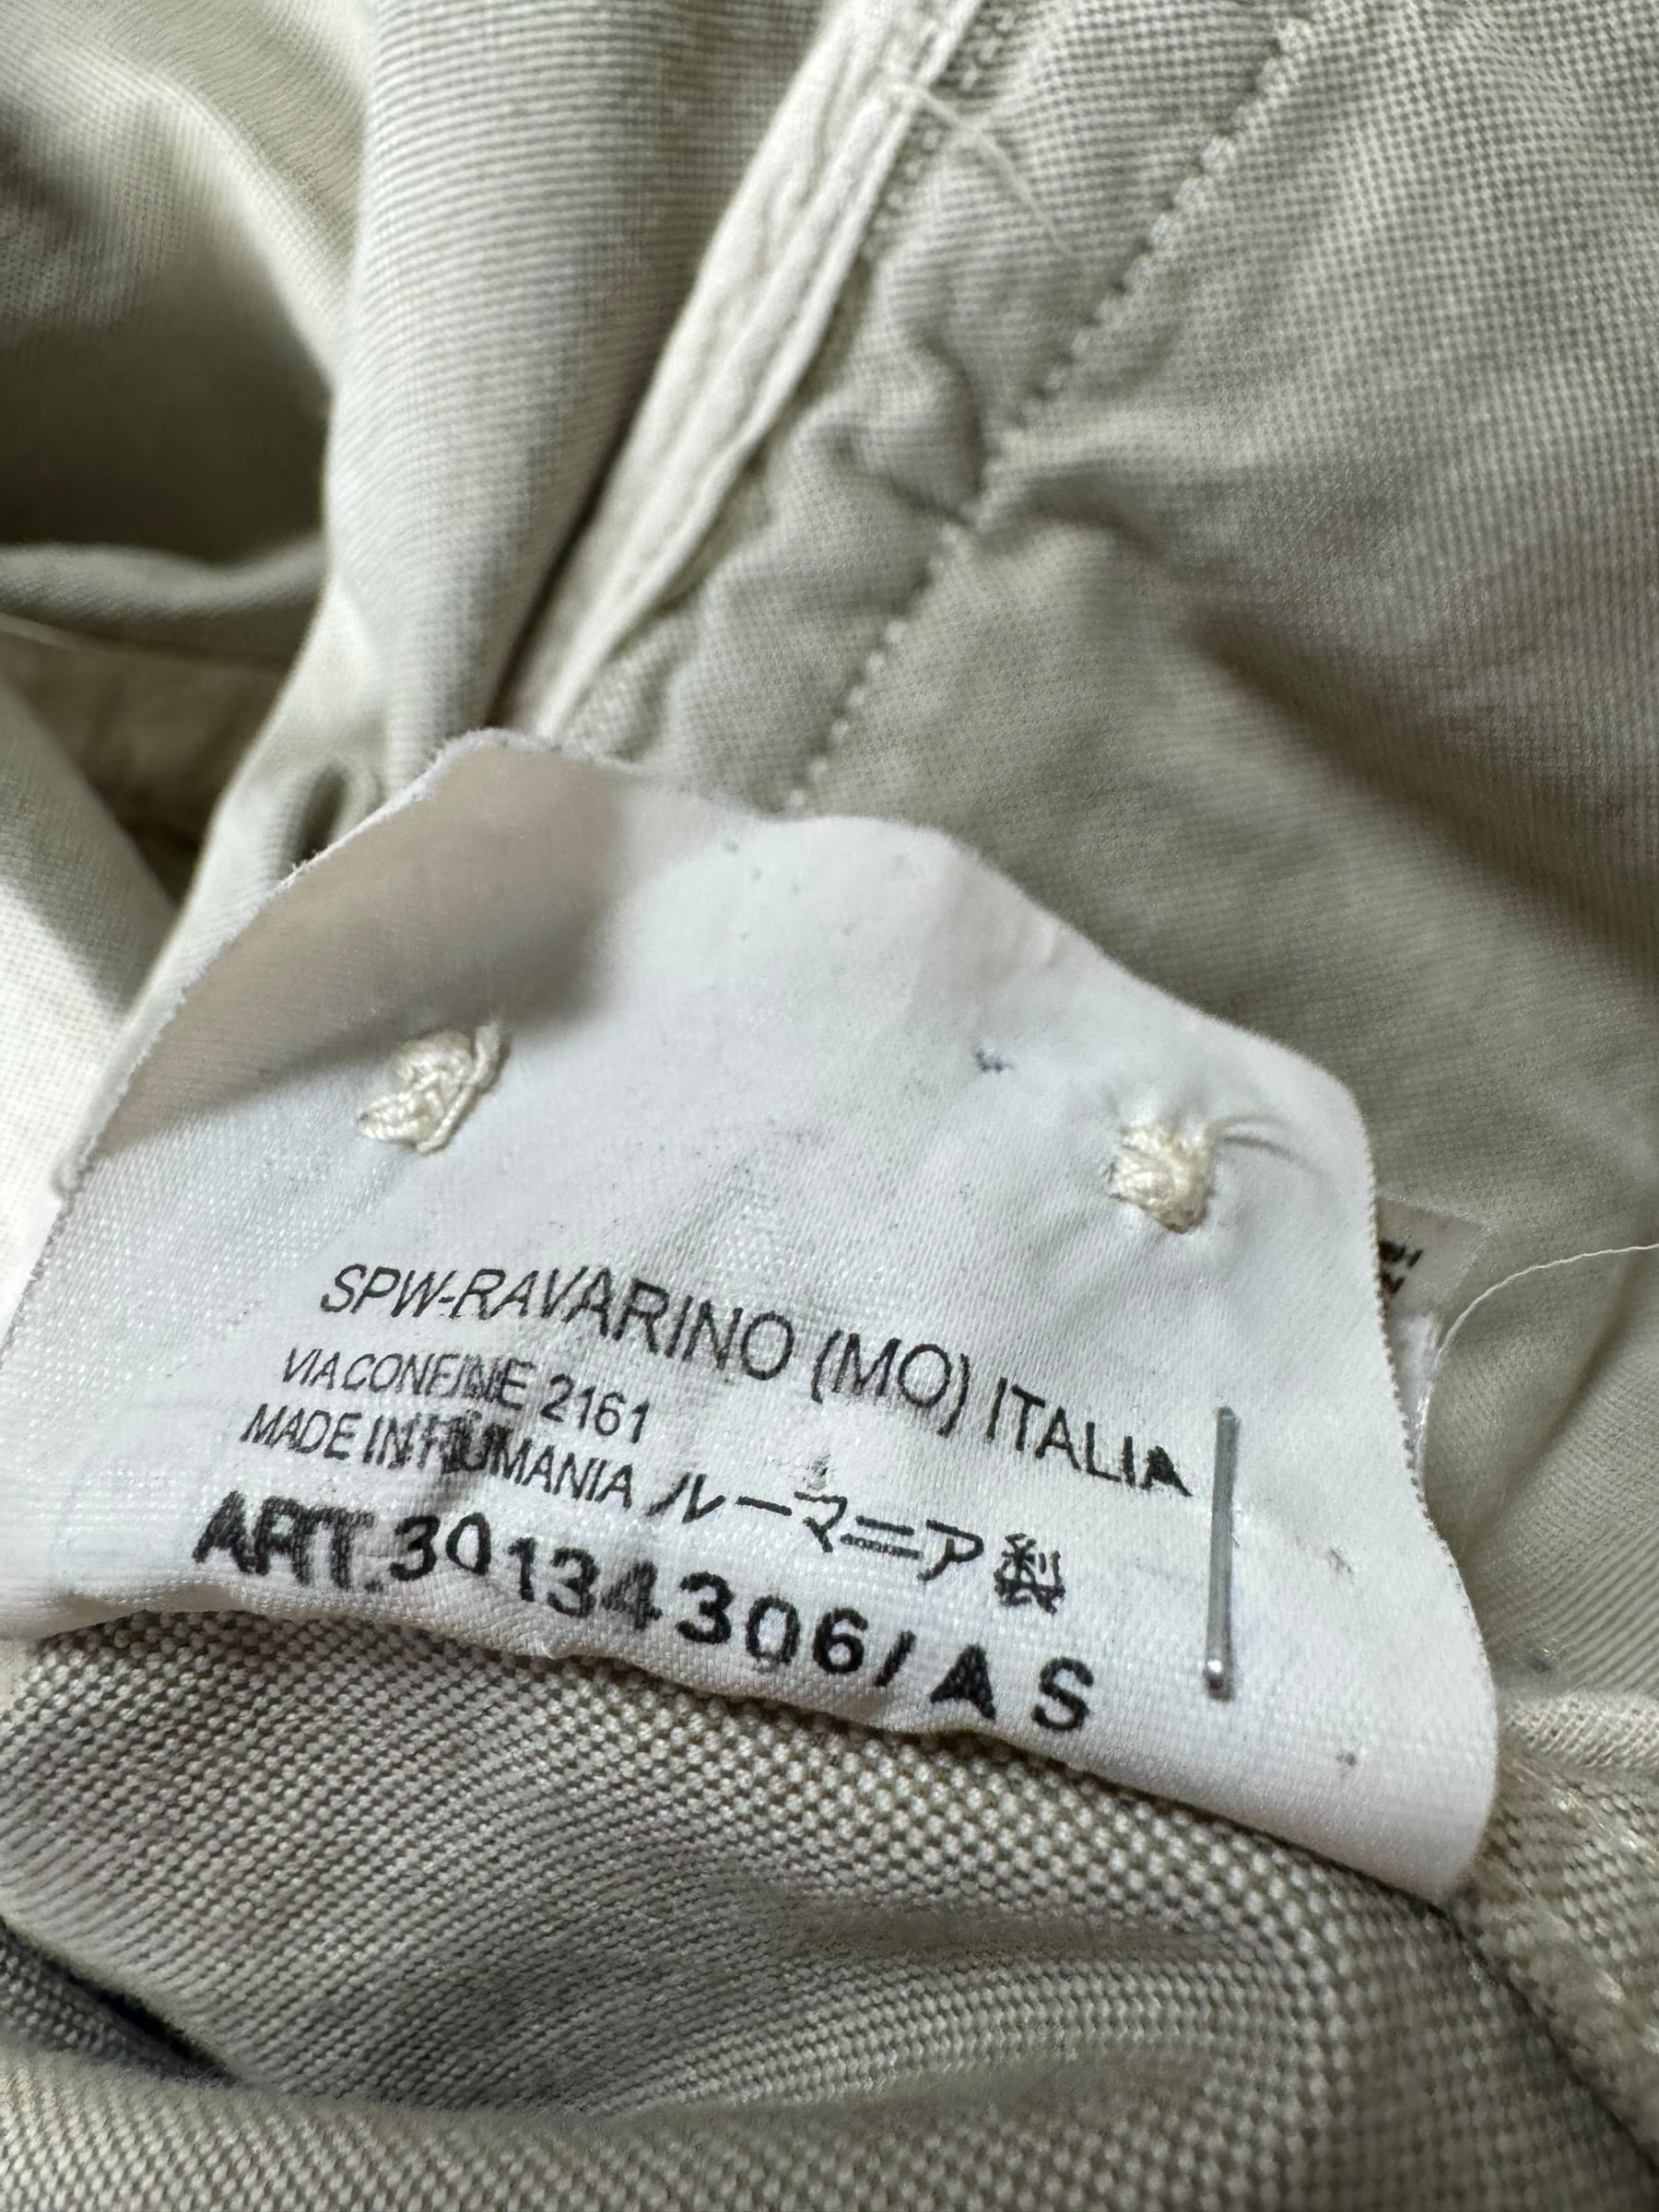 SPW-RAVARINO (MO) ITALIA
VIA CONFINE 2161
MADE IN RUMANIA ルーマニア製
ART.30134306/AS